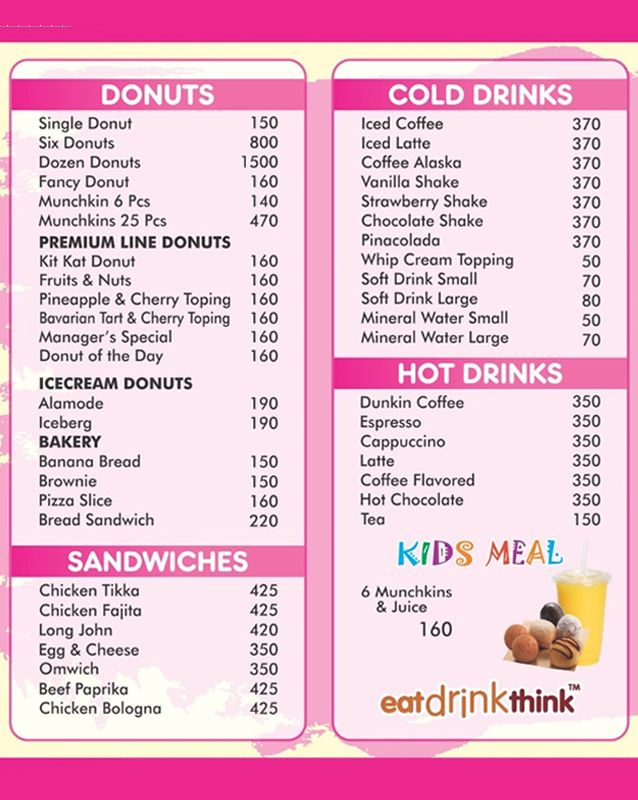 DONUTS
Single Donut 150
Six Donuts 800
Dozen Donuts 1500
Fancy Donut 160
Munchkin 6 Pcs 140
Munchkins 25 Pcs 470
PREMIUM LINE DONUTS
Kit Kat Donut 160
Fruits & Nuts 160
Pineapple & Cherry Toping 160
Bavarian Tart & Cherry Toping 160
Manager's Special 160
Donut of the Day 160
ICECREAM DONUTS
Alamode 190
Iceberg 190
BAKERY
Banana Bread 150
Brownie 150
Pizza Slice 160
Bread Sandwich 220
SANDWICHES
Chicken Tikka 425
Chicken Fajita 425
Long John 420
Egg & Cheese 350
Omwich 350
Beef Paprika 425
Chicken Bologna 425
COLD DRINKS
Iced Coffee 370
Iced Latte 370
Coffee Alaska 370
Vanilla Shake 370
Strawberry Shake 370
Chocolate Shake 370
Pinacolada 370
Whip Cream Topping 50
Soft Drink Small 70
Soft Drink Large 80
Mineral Water Small 50
Mineral Water Large 70
HOT DRINKS
Dunkin Coffee 350
Espresso 350
Cappuccino 350
Latte 350
Coffee Flavored 350
Hot Chocolate 350
Tea 150
KIDS MEAL
6 Munchkins
& Juice
160
eatdrinkthink™